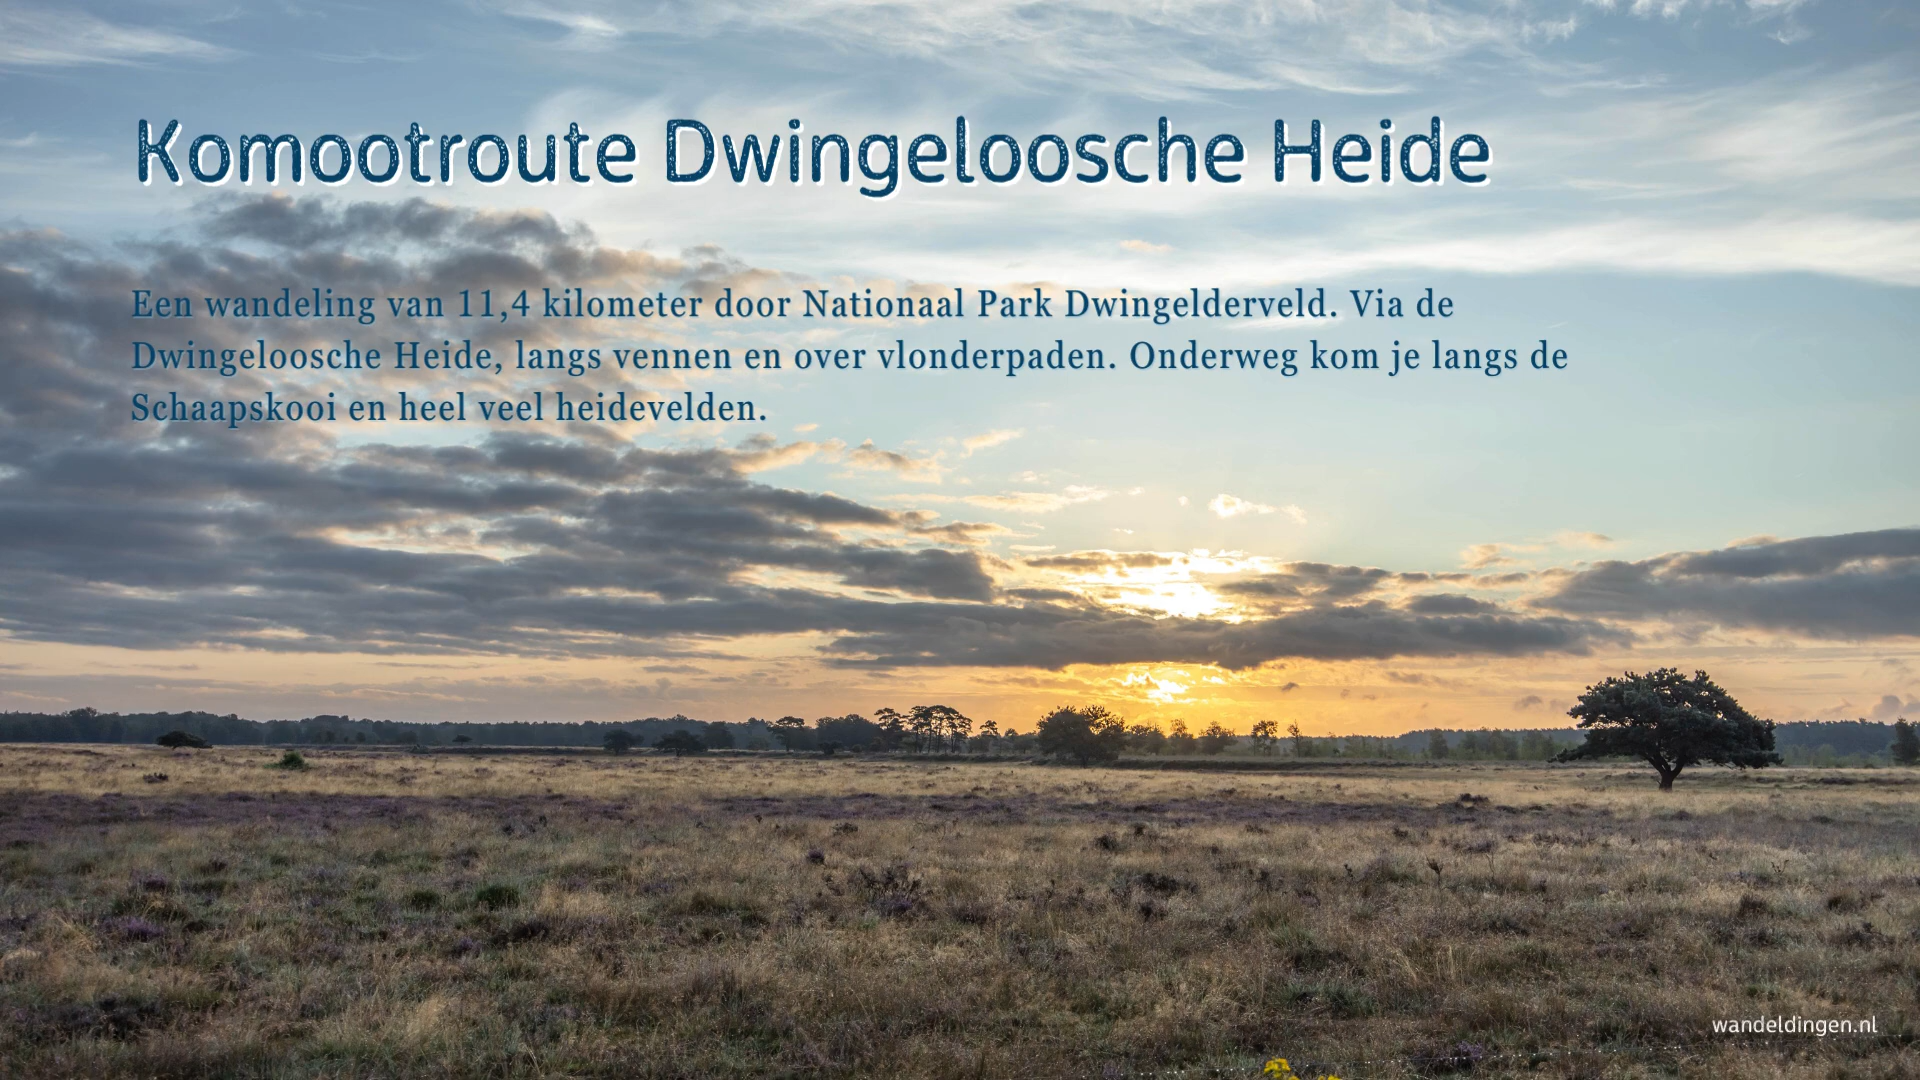 Komootroute Dwingeloosche Heide
Een wandeling van 11,4 kilometer door Nationaal Park Dwingelderveld. Via de
Dwingeloosche Heide, langs vennen en over vlonderpaden. Onderweg kom je langs de
Schaapskooi en heel veel heidevelden.
wandeldingen.nl